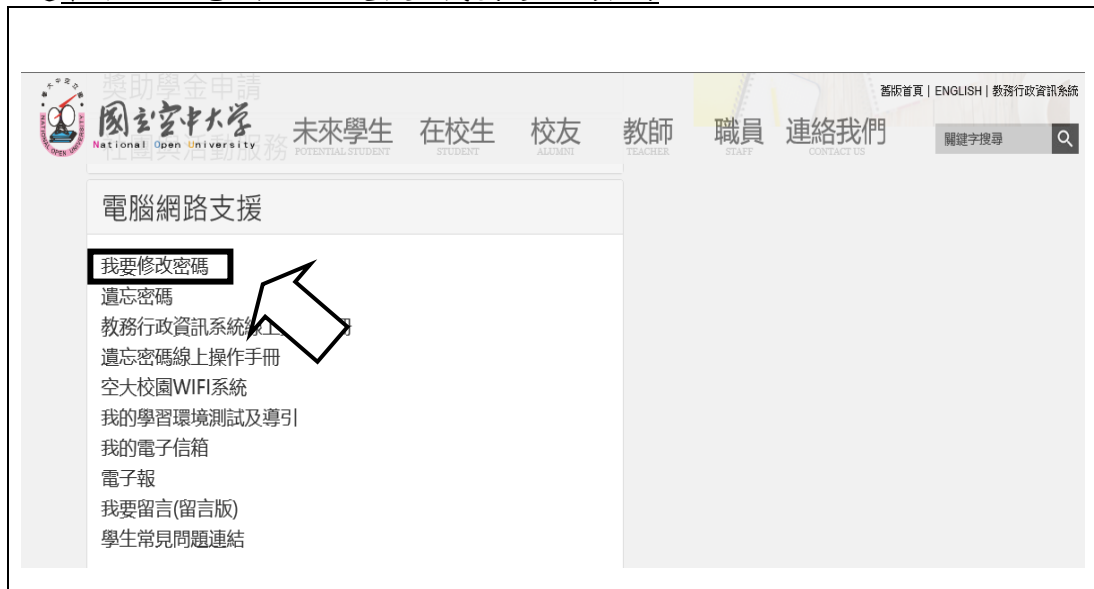 獎助學金申請
舊版首頁 | ENGLISH | 教務行政資訊系統
國立空中大學
National Open University
社團與活動服務
未來學生 在校生 校友 教師 職員 連絡我們
POTENTIAL STUDENT STUDENT ALUMNI TEACHER STAFF CONTACT US
關鍵字搜尋
電腦網路支援
我要修改密碼
遺忘密碼
教務行政資訊系統線上
遺忘密碼線上操作手冊
空大校園WIFI系統
我的學習環境測試及導引
我的電子信箱
電子報
我要留言(留言版)
學生常見問題連結